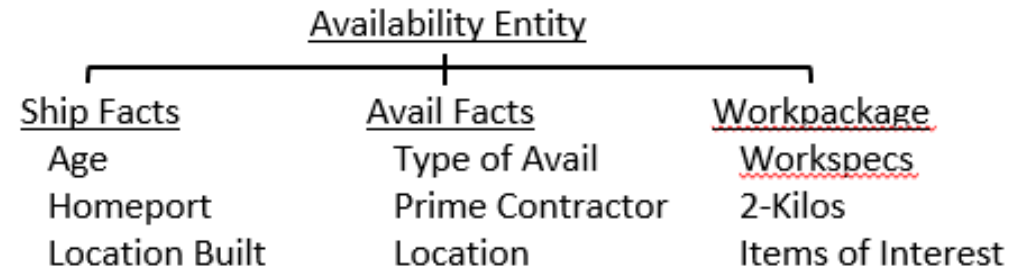 Availability Entity
Ship Facts
Age
Homeport
Location Built
Avail Facts
Type of Avail
Prime Contractor
Location
Workpackage
Workspecs
2-Kilos
Items of Interest